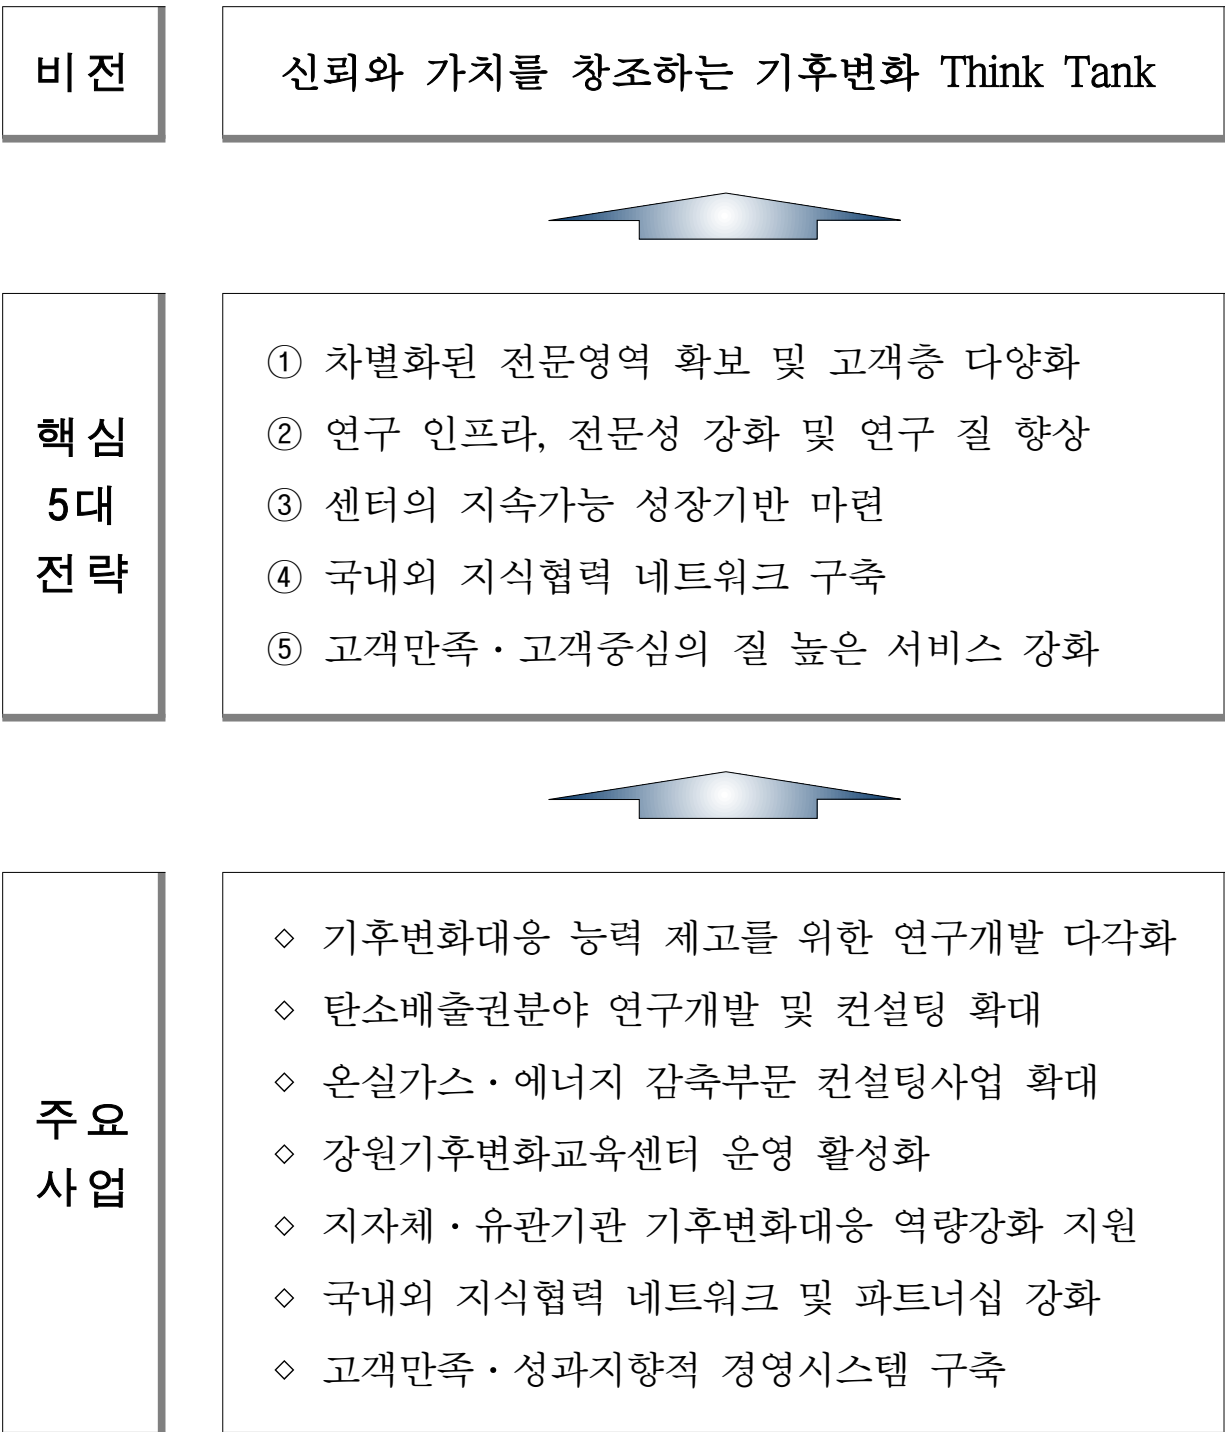 비전
신뢰와 가치를 창조하는 기후변화 Think Tank
핵심
5대
전략
① 차별화된 전문영역 확보 및 고객층 다양화
② 연구 인프라, 전문성 강화 및 연구 질 향상
③ 센터의 지속가능 성장기반 마련
④ 국내외 지식협력 네트워크 구축
⑤ 고객만족·고객중심의 질 높은 서비스 강화
주요
사업
◇ 기후변화대응 능력 제고를 위한 연구개발 다각화
◇ 탄소배출권분야 연구개발 및 컨설팅 확대
◇ 온실가스·에너지 감축부문 컨설팅사업 확대
◇ 강원기후변화교육센터 운영 활성화
◇ 지자체·유관기관 기후변화대응 역량강화 지원
◇ 국내외 지식협력 네트워크 및 파트너십 강화
◇ 고객만족·성과지향적 경영시스템 구축